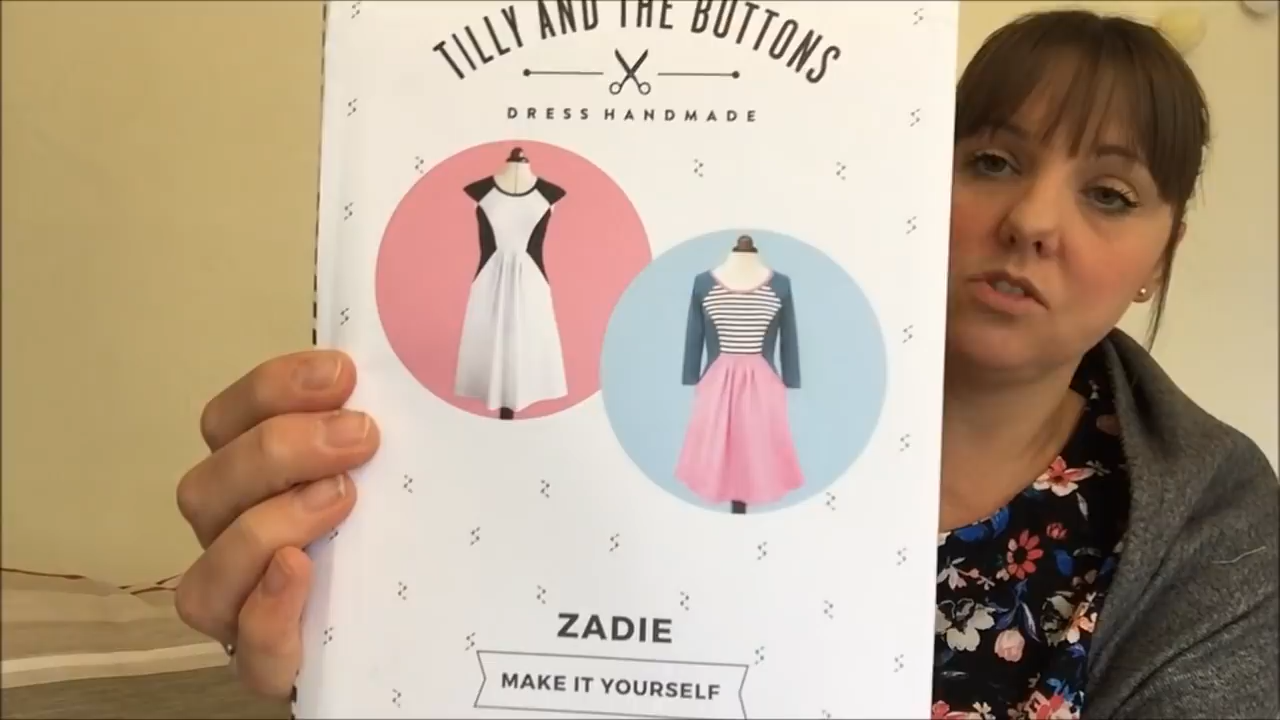 TILLY AND THE BUTTONS
DRESS HANDMADE
ZADIE
MAKE IT YOURSELF